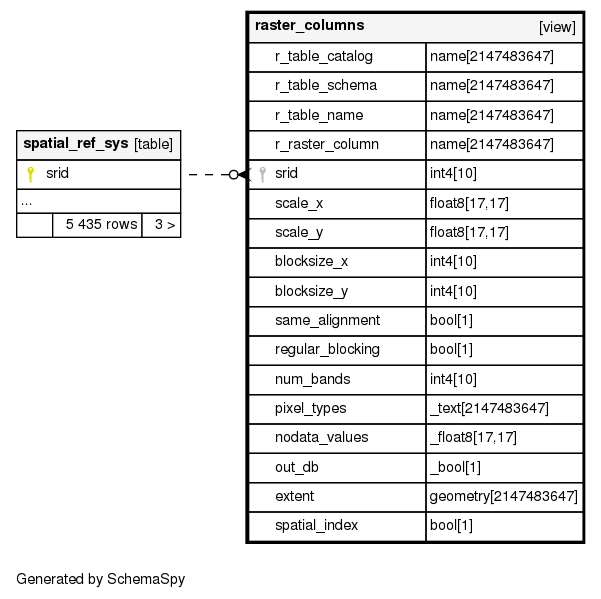 raster_columns [view]
r_table_catalog name[2147483647]
r_table_schema name[2147483647]
r_table_name name[2147483647]
r_raster_column name[2147483647]
spatial_ref_sys [table]
srid
...
5 435 rows 3 >
srid int4[10]
scale_x float8[17,17]
scale_y float8[17,17]
blocksize_x int4[10]
blocksize_y int4[10]
same_alignment bool[1]
regular_blocking bool[1]
num_bands int4[10]
pixel_types _text[2147483647]
nodata_values _float8[17,17]
out_db _bool[1]
extent geometry[2147483647]
spatial_index bool[1]
Generated by SchemaSpy